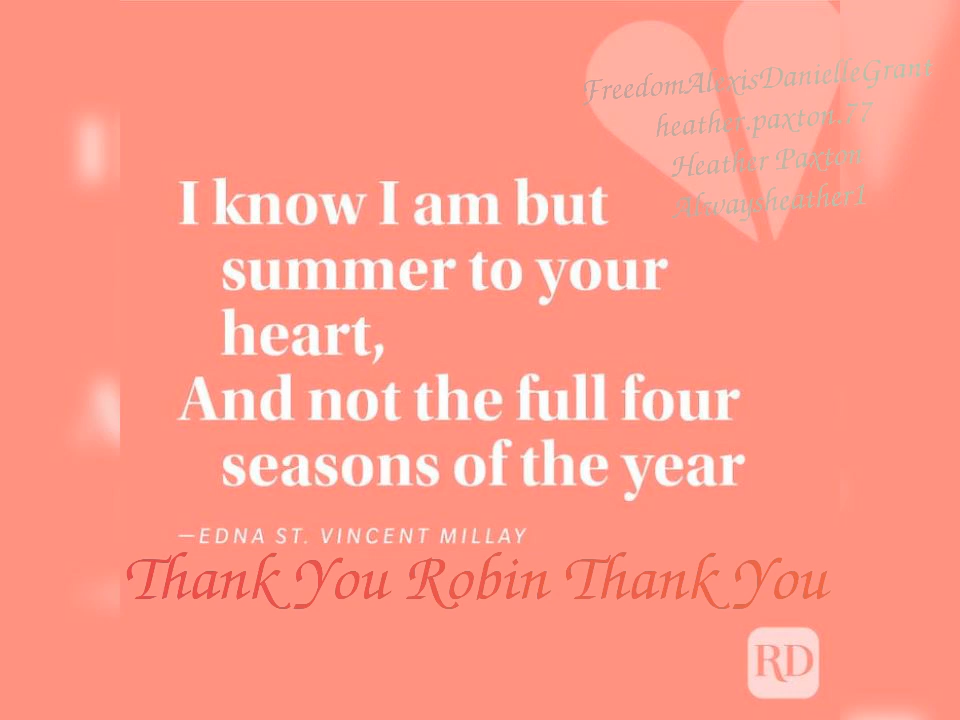 FreedomAlexisDanielleGrant
heather.paxton.77
Heather Paxton
Alwaysheather1
I know I am but
summer to your
heart,
And not the full four
seasons of the year
—EDNA ST. VINCENT MILLAY
Thank You Robin Thank You
RD